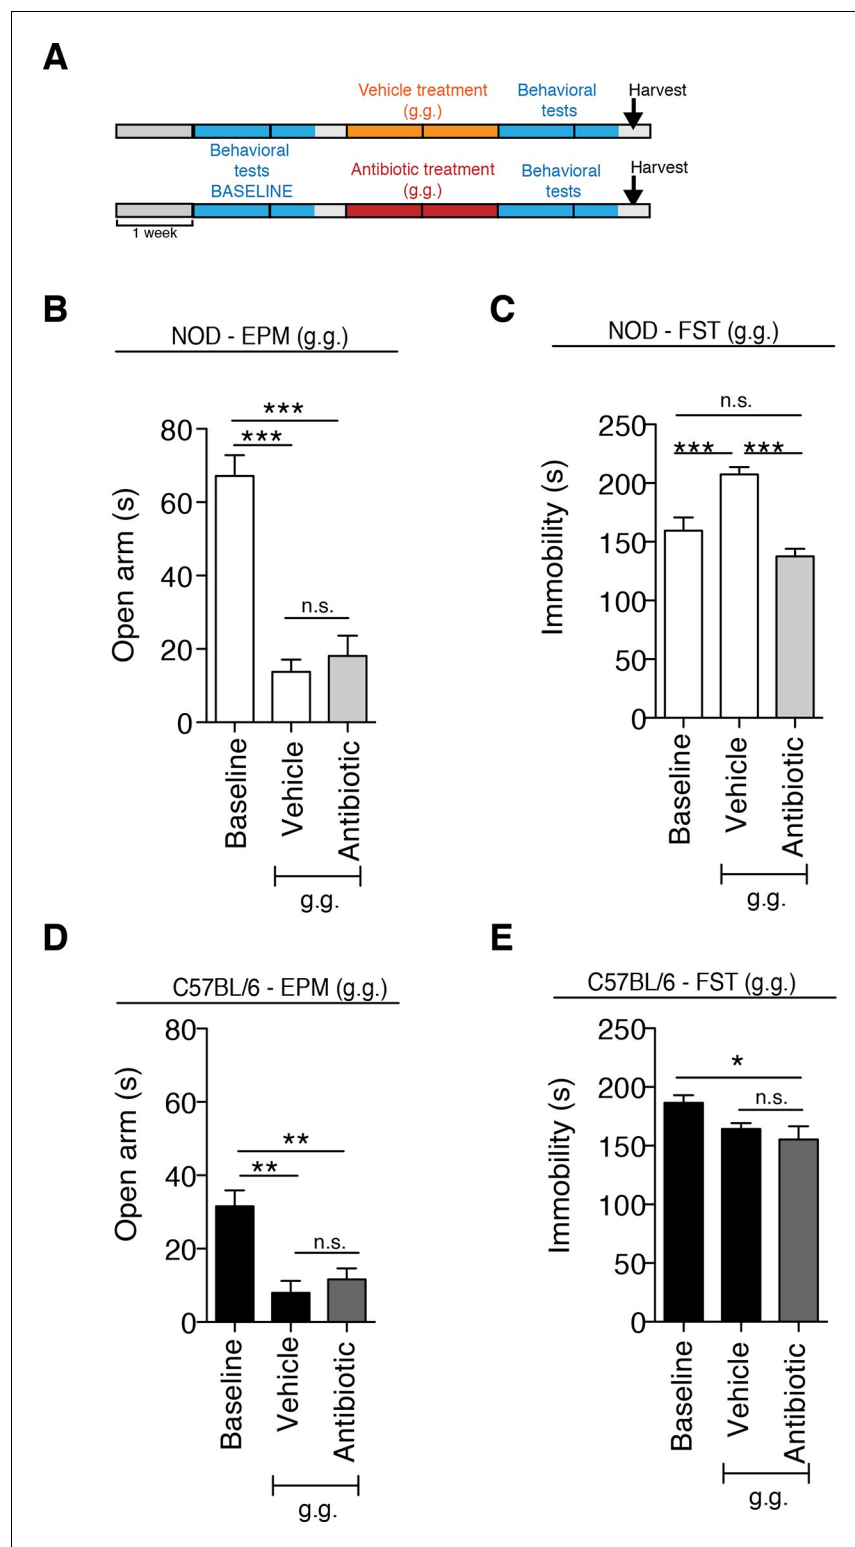 A
Vehicle treatment
(g.g.)
Behavioral
tests
Harvest
Behavioral
tests
BASELINE
Antibiotic treatment
(g.g.)
Behavioral
tests
Harvest
1 week
B
NOD - EPM (g.g.)
***
***
n.s.
Open arm (s)
80
60
40
20
0
Baseline
Vehicle
Antibiotic
g.g.
C
NOD - FST (g.g.)
n.s.
***
***
Immobility (s)
250
200
150
100
50
0
Baseline
Vehicle
Antibiotic
g.g.
D
C57BL/6 - EPM (g.g.)
**
**
n.s.
Open arm (s)
80
60
40
20
0
Baseline
Vehicle
Antibiotic
g.g.
E
C57BL/6 - FST (g.g.)
*
n.s.
Immobility (s)
250
200
150
100
50
0
Baseline
Vehicle
Antibiotic
g.g.